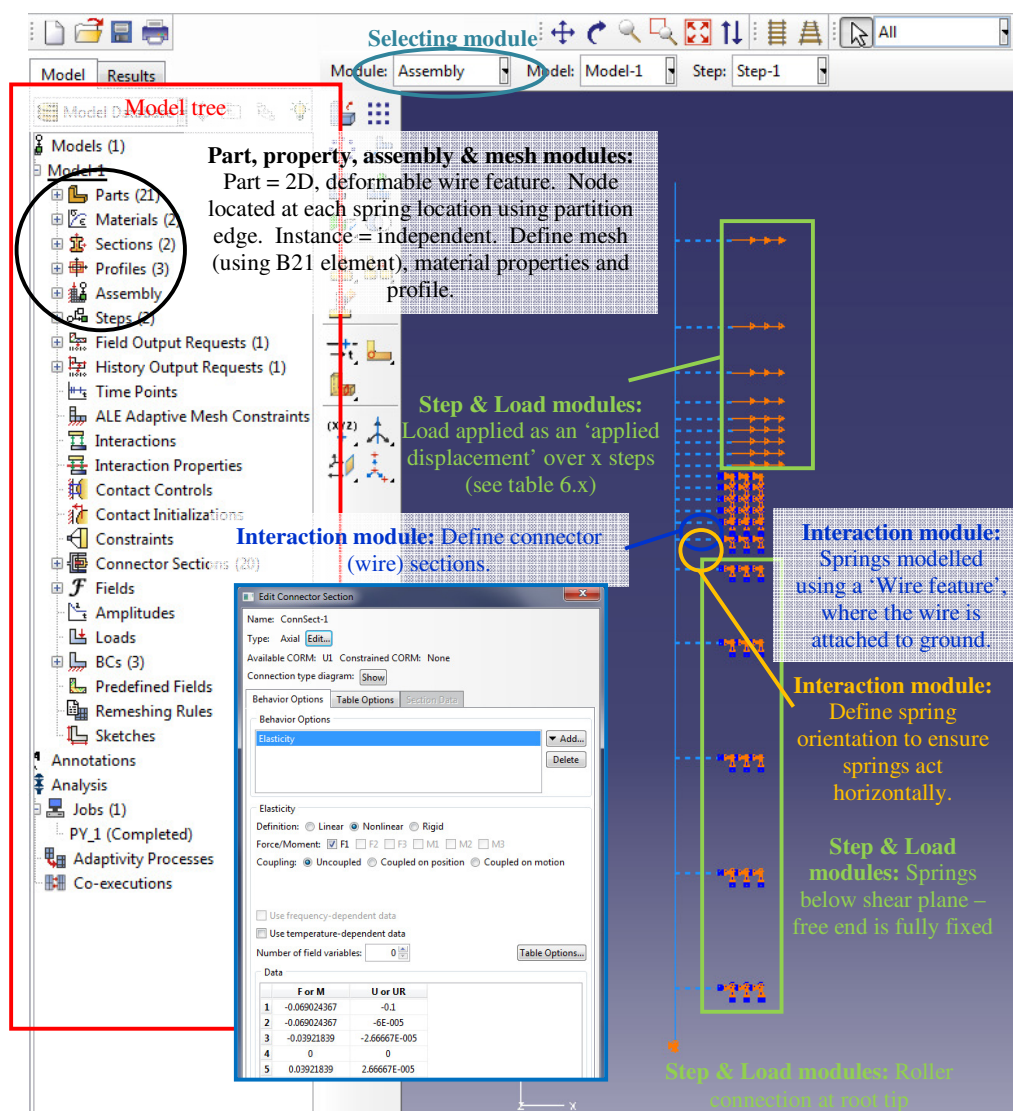 Selecting module
All
Model Results
Module: Assembly Model: Model-1 Step: Step-1
Model tree
Models (1)
Model-1
Parts (21)
Materials (2)
Sections (2)
Profiles (3)
Assembly
Steps (2)
Field Output Requests (1)
History Output Requests (1)
Time Points
ALE Adaptive Mesh Constraints
Interactions
Interaction Properties
Contact Controls
Contact Initializations
Constraints
Connector Sections (20)
Fields
Amplitudes
Loads
BCs (3)
Predefined Fields
Remeshing Rules
Sketches
Annotations
Analysis
Jobs (1)
PY_1 (Completed)
Adaptivity Processes
Co-executions
Part, property, assembly & mesh modules:
Part = 2D, deformable wire feature. Node
located at each spring location using partition
edge. Instance = independent. Define mesh
(using B21 element), material properties and
profile.
(XYZ)
Step & Load modules:
Load applied as an ‘applied
displacement’ over x steps
(see table 6.x)
Interaction module: Define connector
(wire) sections.
Interaction module:
Springs modelled
using a ‘Wire feature’,
where the wire is
attached to ground.
Interaction module:
Define spring
orientation to ensure
springs act
horizontally.
Step & Load
modules: Springs
below shear plane –
free end is fully fixed
Step & Load modules: Roller
connection at root tip
Edit Connector Section
Name: ConnSect-1
Type: Axial Edit...
Available CORM: U1 Constrained CORM: None
Connection type diagram: Show
Behavior Options Table Options Section Data
Behavior Options
Elasticity
Add...
Delete
Elasticity
Definition: Linear Nonlinear Rigid
Force/Moment: F1 F2 F3 M1 M2 M3
Coupling: Uncoupled Coupled on position Coupled on motion
Use frequency-dependent data
Use temperature-dependent data
Number of field variables: 0 Table Options...
Data
F or M U or UR
1 -0.069024367 -0.1
2 -0.069024367 -6E-005
3 -0.03921839 -2.66667E-005
4 0 0
5 0.03921839 2.66667E-005
z x